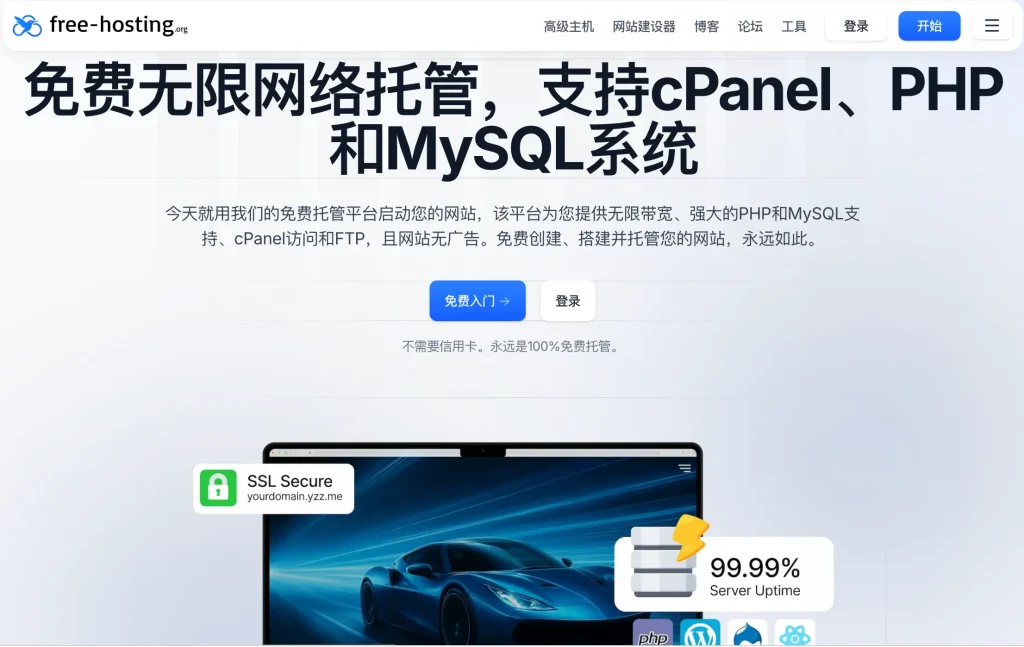 free-hosting.org
高级主机 网站建设器 博客 论坛 工具 登录 开始
免费无限网络托管，支持cPanel、PHP
和MySQL系统
今天就用我们的免费托管平台启动您的网站，该平台为您提供无限带宽、强大的PHP和MySQL支
持、cPanel访问和FTP，且网站无广告。免费创建、搭建并托管您的网站，永远如此。
免费入门→ 登录
不需要信用卡。永远是100%免费托管。
SSL Secure
yourdomain.yzz.me
99.99%
Server Uptime
php